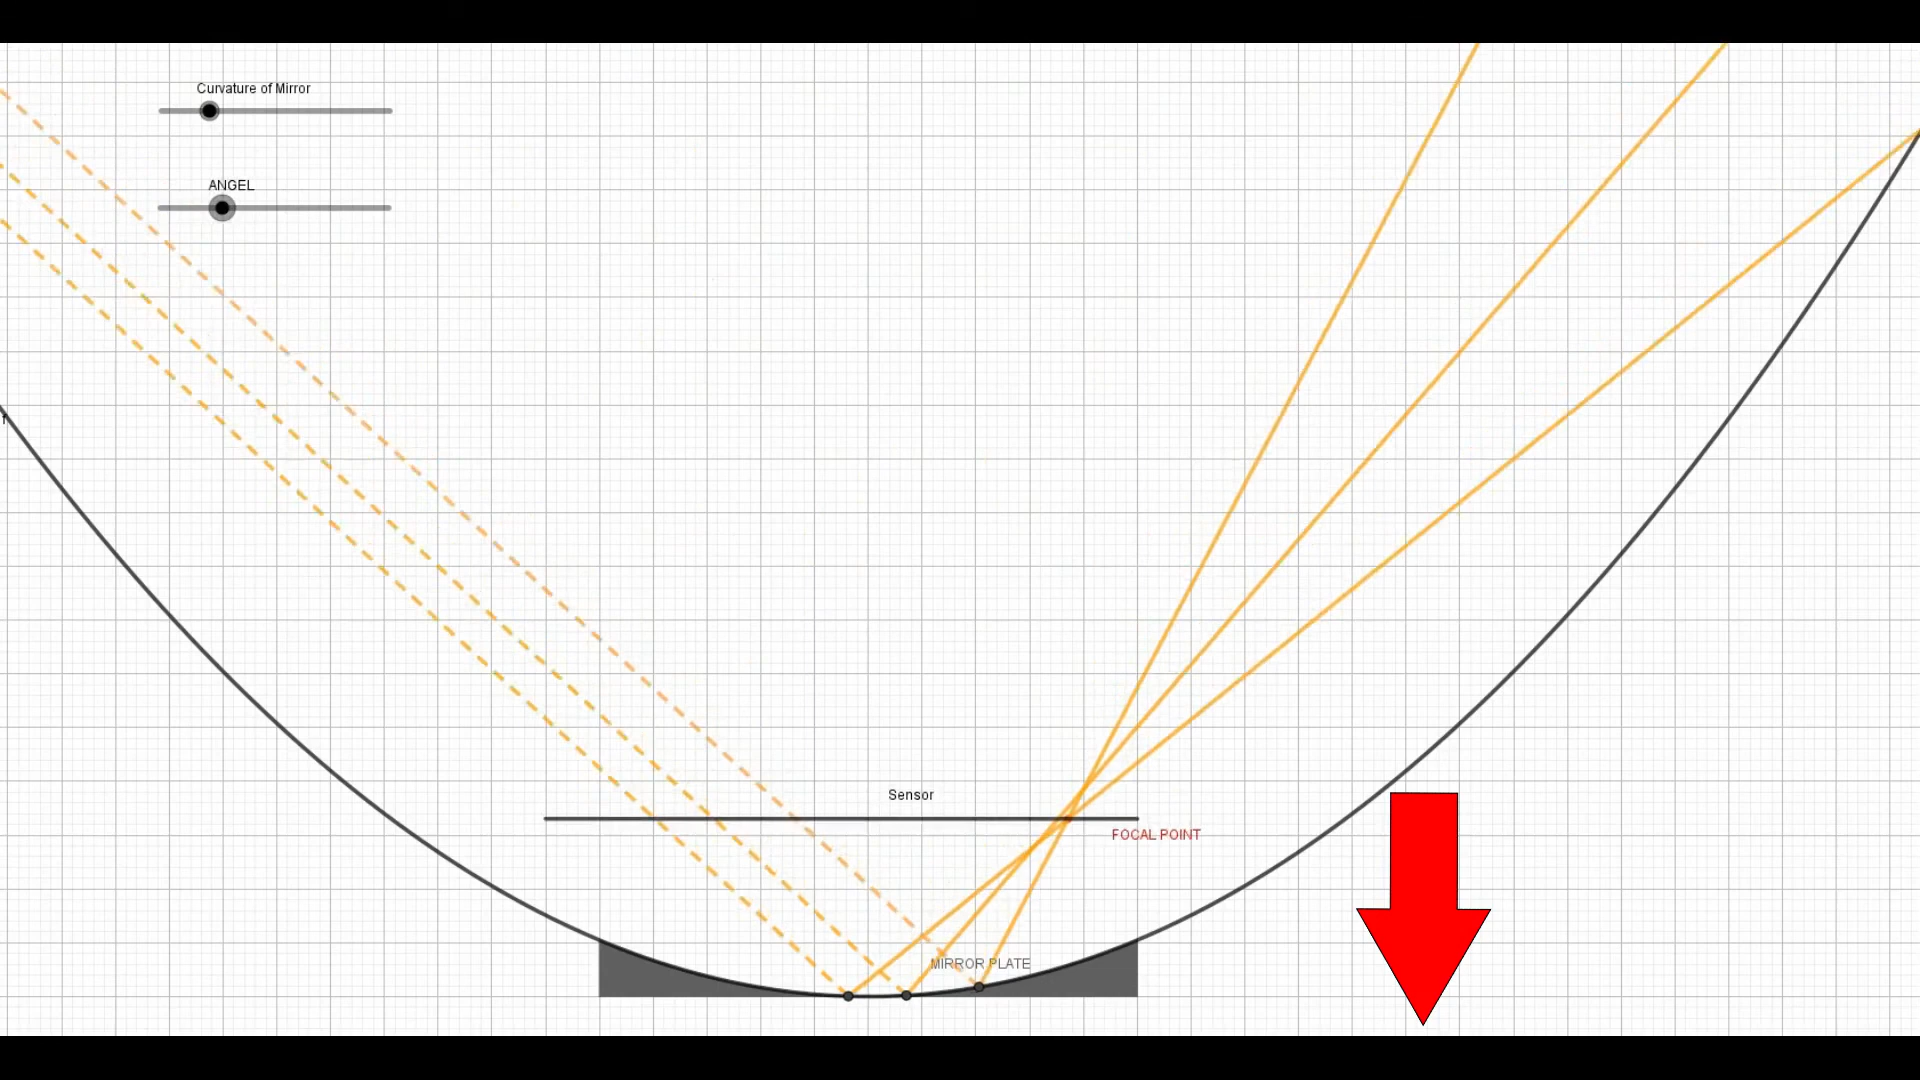 Curvature of Mirror
ANGEL
f
Sensor
FOCAL POINT
MIRROR PLATE